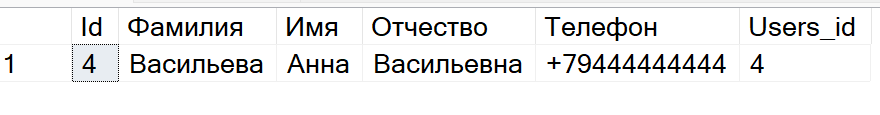 Id Фамилия Имя Отчество Телефон Users_id
1 4 Васильева Анна Васильевна +79444444444 4